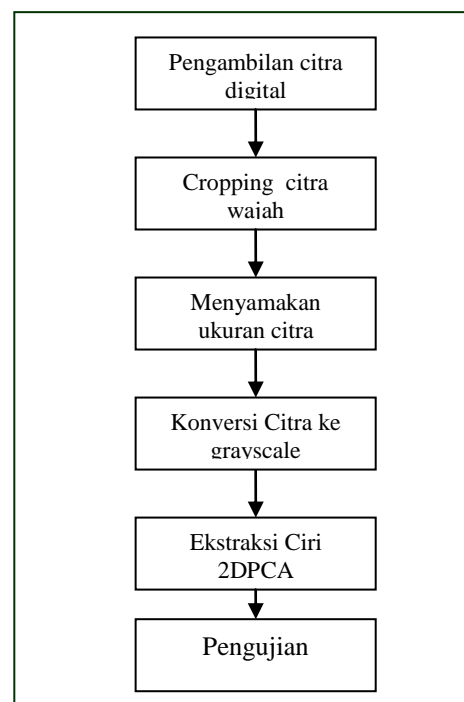 Pengambilan citra
digital
Cropping citra
wajah
Menyamakan
ukuran citra
Konversi Citra ke
grayscale
Ekstraksi Ciri
2DPCA
Pengujian